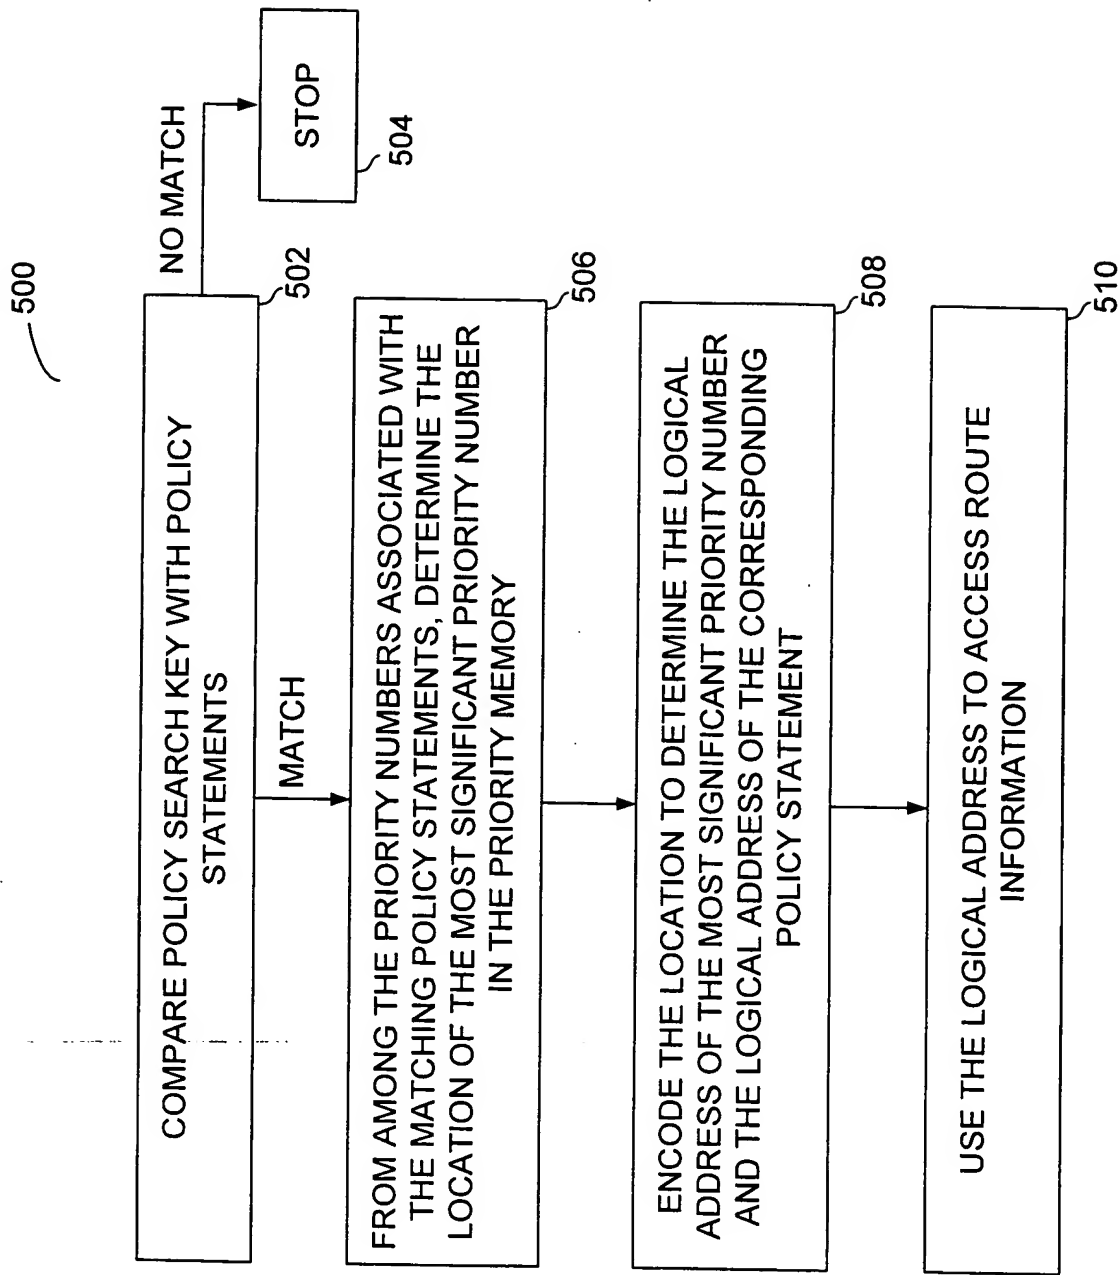 500
NO MATCH
COMPARE POLICY SEARCH KEY WITH POLICY
STATEMENTS
502
STOP
504
MATCH
FROM AMONG THE PRIORITY NUMBERS ASSOCIATED WITH
THE MATCHING POLICY STATEMENTS, DETERMINE THE
LOCATION OF THE MOST SIGNIFICANT PRIORITY NUMBER
IN THE PRIORITY MEMORY
506
ENCODE THE LOCATION TO DETERMINE THE LOGICAL
ADDRESS OF THE MOST SIGNIFICANT PRIORITY NUMBER
AND THE LOGICAL ADDRESS OF THE CORRESPONDING
POLICY STATEMENT
508
USE THE LOGICAL ADDRESS TO ACCESS ROUTE
INFORMATION
510